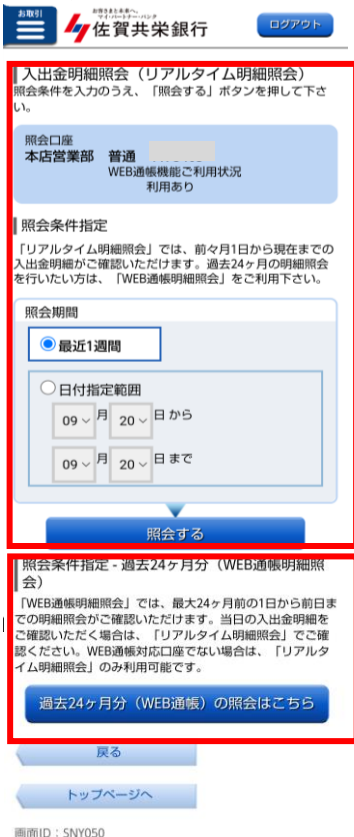 お取引
お客さまと未来へ。
マイ・パートナー・バンク
佐賀共栄銀行
ログアウト
入出金明細照会（リアルタイム明細照会）
照会条件を入力のうえ、「照会する」ボタンを押して下さ
い。
照会口座
本店営業部 普通
WEB通帳機能ご利用状況
利用あり
照会条件指定
「リアルタイム明細照会」では、前々月1日から現在までの
入出金明細がご確認いただけます。過去24ヶ月の明細照会
を行いたい方は、「WEB通帳明細照会」をご利用下さい。
照会期間
最近1週間
日付指定範囲
09 月 20 日 から
09 月 20 日 まで
照会する
照会条件指定 - 過去24ヶ月分（WEB通帳明細照
会）
「WEB通帳明細照会」では、最大24ヶ月前の1日から前日ま
での明細照会がご確認いただけます。当日の入出金明細を
ご確認いただく場合は、「リアルタイム明細照会」でご確
認ください。WEB通帳対応口座でない場合は、「リアルタ
イム明細照会」のみ利用可能です。
過去24ヶ月分（WEB通帳）の照会はこちら
戻る
トップページへ
画面ID：SNY050